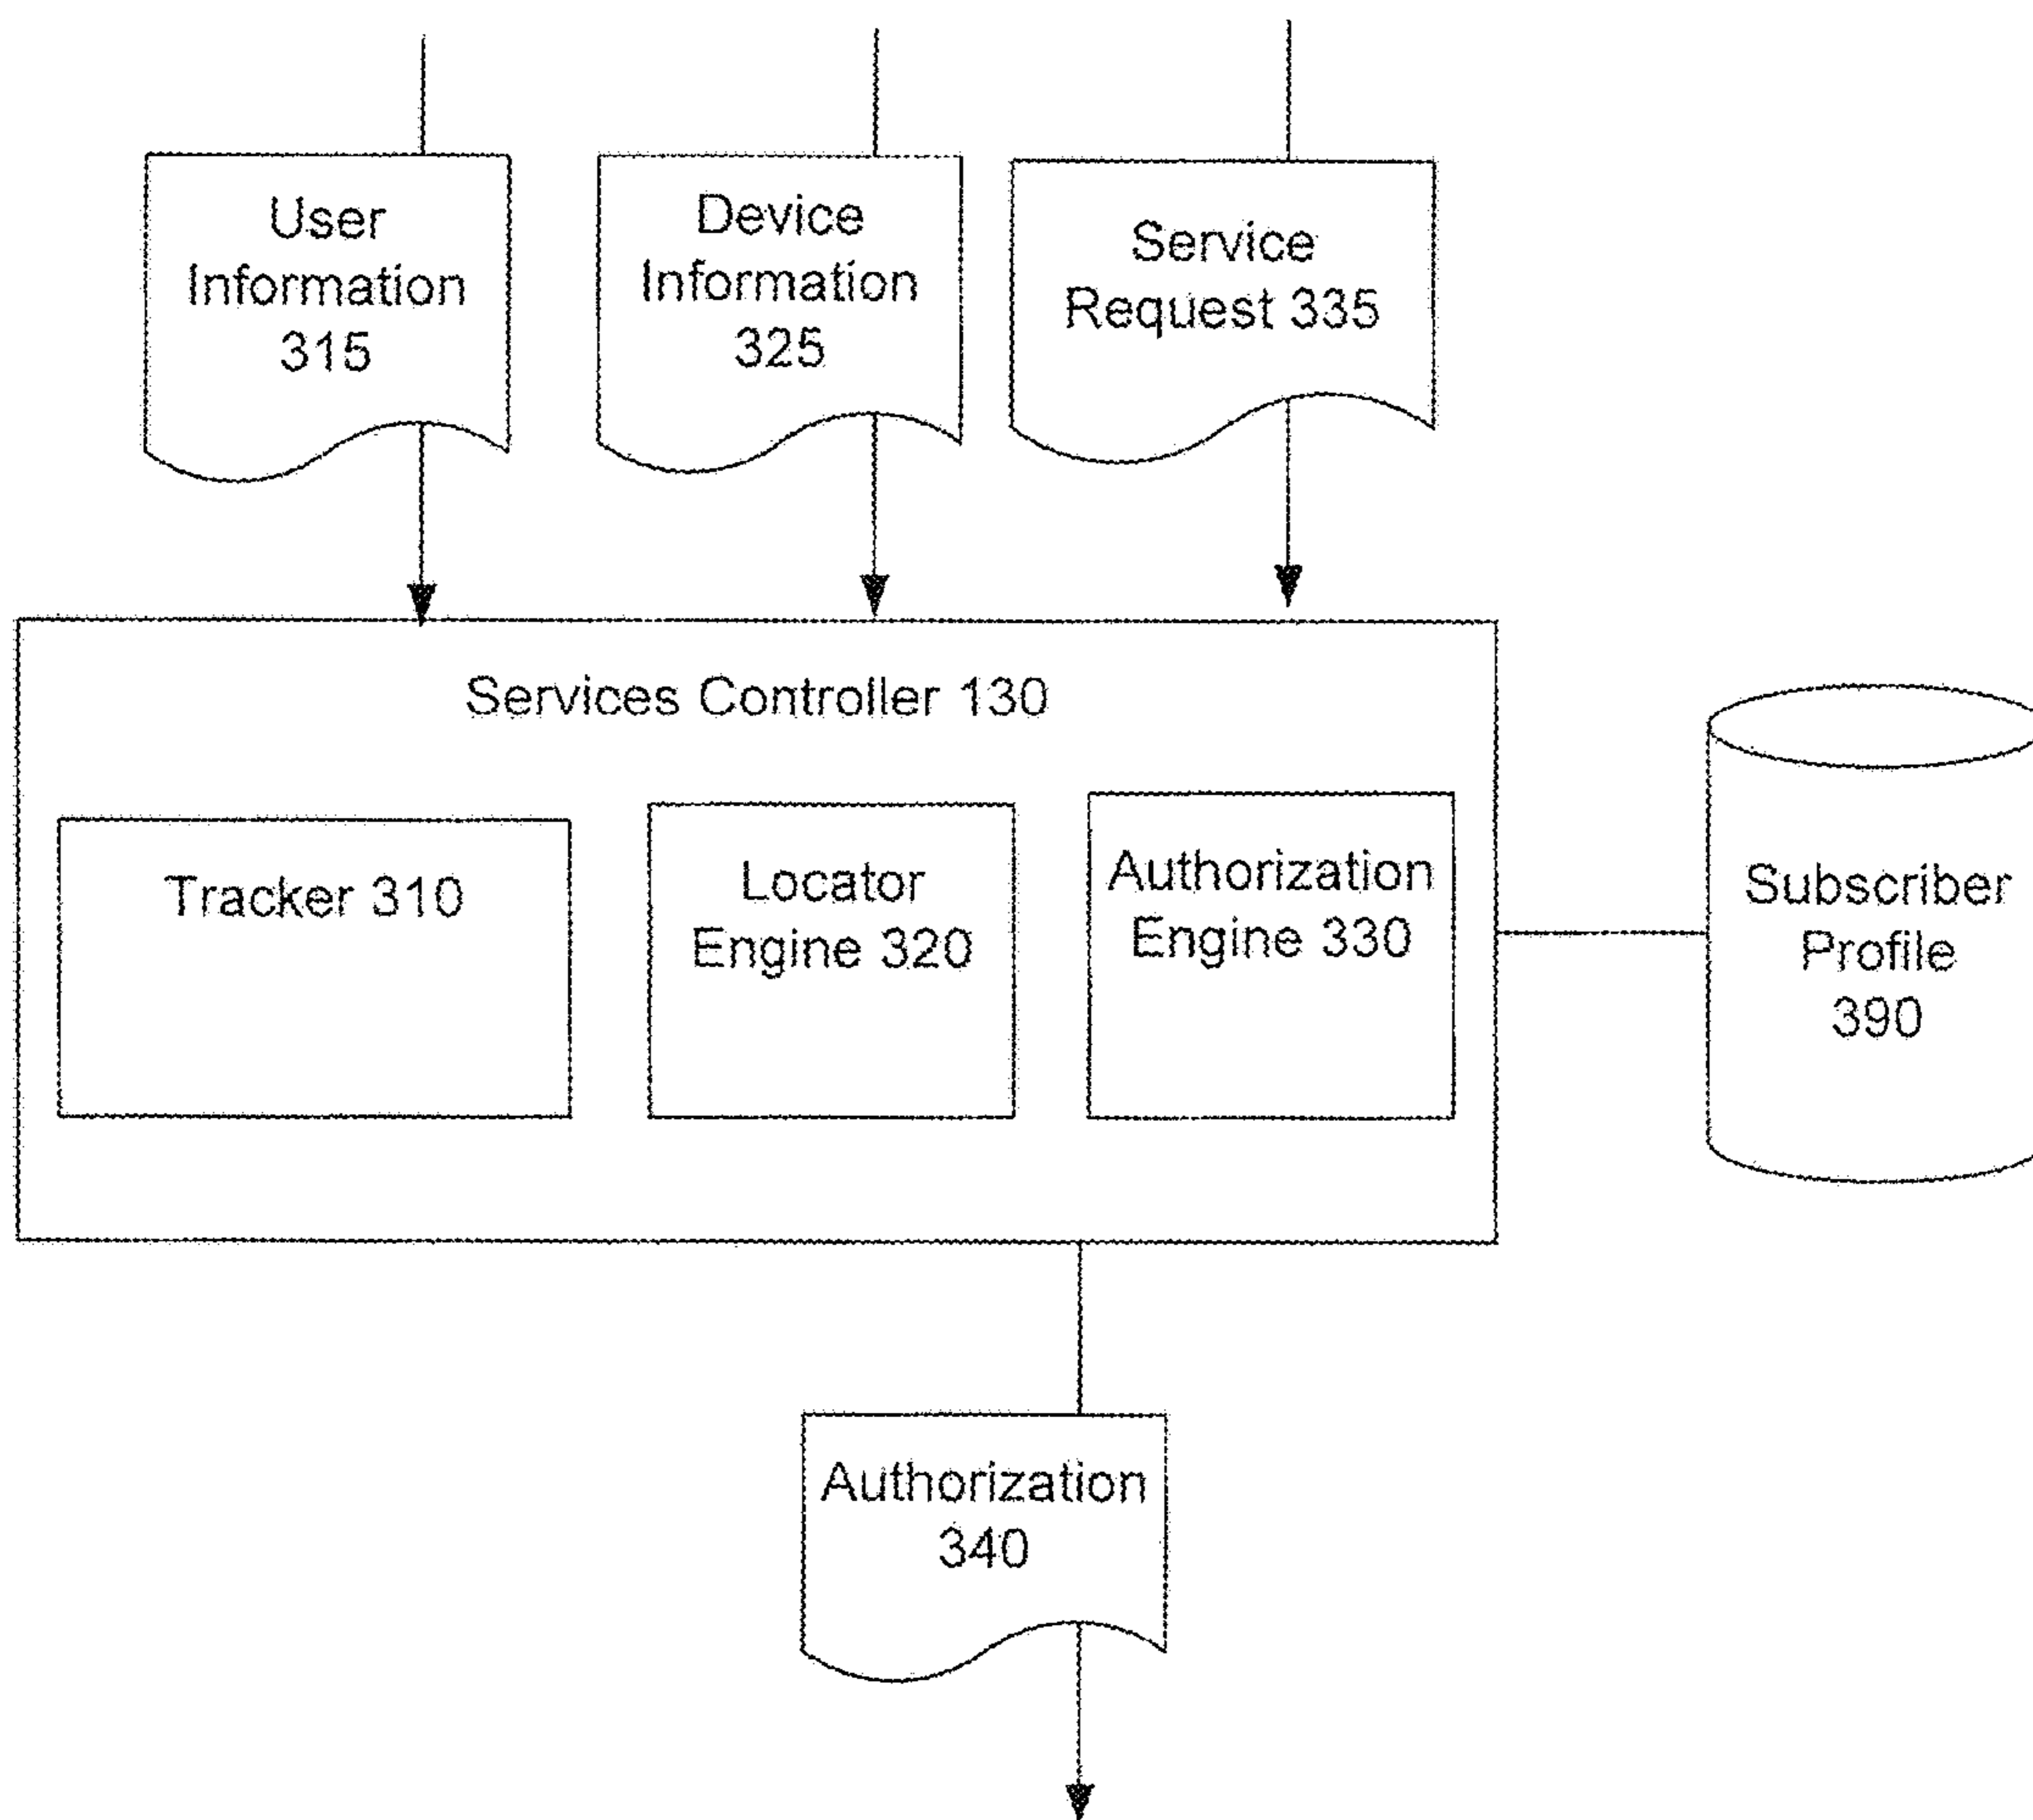 User
Information
315
Device
Information
325
Service
Request 335
Services Controller 130
Tracker 310
Locator
Engine 320
Authorization
Engine 330
Subscriber
Profile
390
Authorization
340